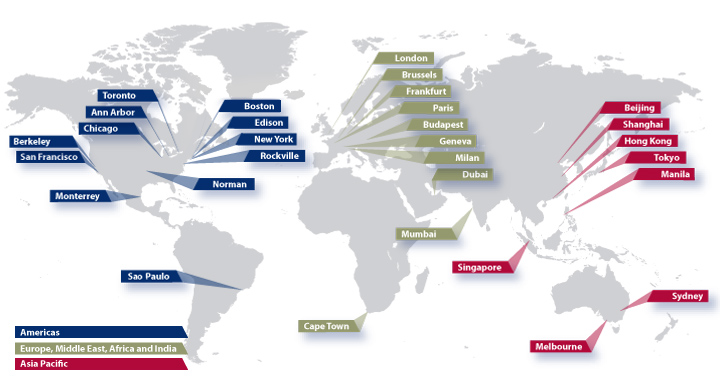 London
Brussels
Frankfurt
Paris
Budapest
Geneva
Milan
Dubai
Mumbai
Cape Town
Toronto
Ann Arbor
Chicago
Berkeley
San Francisco
Monterrey
Boston
Edison
New York
Rockville
Norman
Sao Paulo
Beijing
Shanghai
Hong Kong
Tokyo
Manila
Singapore
Sydney
Melbourne
Americas
Europe, Middle East, Africa and India
Asia Pacific